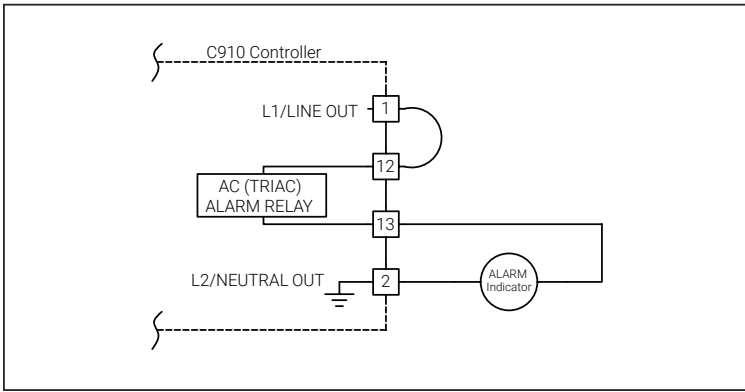 C910 Controller
L1/LINE OUT
1
12
AC (TRIAC)
ALARM RELAY
13
L2/NEUTRAL OUT
2
ALARM
Indicator